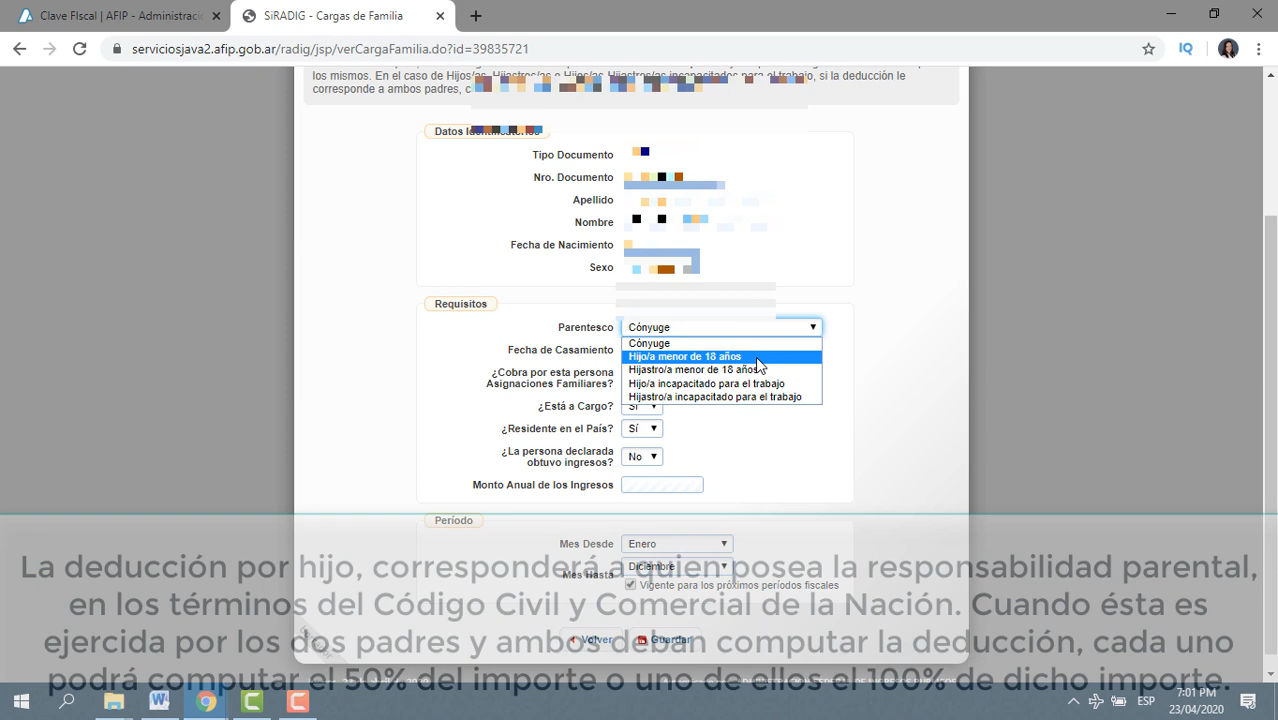 Clave FIscal | AFIP - Administraci
SiRADIG - Cargas de Familia
serviciosjava2.afip.gob.ar/radig/jsp/verCargaFamilia.do?id=39835721
IQ
los mismos. En el caso de Hijos/as, Hijastros/as o Hijos/as Hijastros/as incapacitados para el trabajo, si la deducción le
corresponde a ambos padres, c
Datos Identificatorios
Tipo Documento
Nro. Documento
Apellido
Nombre
Fecha de Nacimiento
Sexo
Requisitos
Parentesco Cónyuge
Cónyuge
Fecha de Casamiento Hijo/a menor de 18 años
Hijastro/a menor de 18 años
¿Cobra por esta persona
Asignaciones Familiares? Hijo/a incapacitado para el trabajo
Hijastro/a incapacitado para el trabajo
¿Está a Cargo? Sí
¿Residente en el País? Sí
¿La persona declarada
obtuvo ingresos? No
Monto Anual de los Ingresos
Período
Mes Desde Enero
Mes Hasta Diciembre
Vigente para los próximos períodos fiscales
Volver Guardar
La deducción por hijo, corresponderá a quien posea la responsabilidad parental,
en los términos del Código Civil y Comercial de la Nación. Cuando ésta es
ejercida por los dos padres y ambos deban computar la deducción, cada uno
podrá computar el 50% del importe o uno de ellos el 100% de dicho importe.
ESP
7:01 PM
23/04/2020